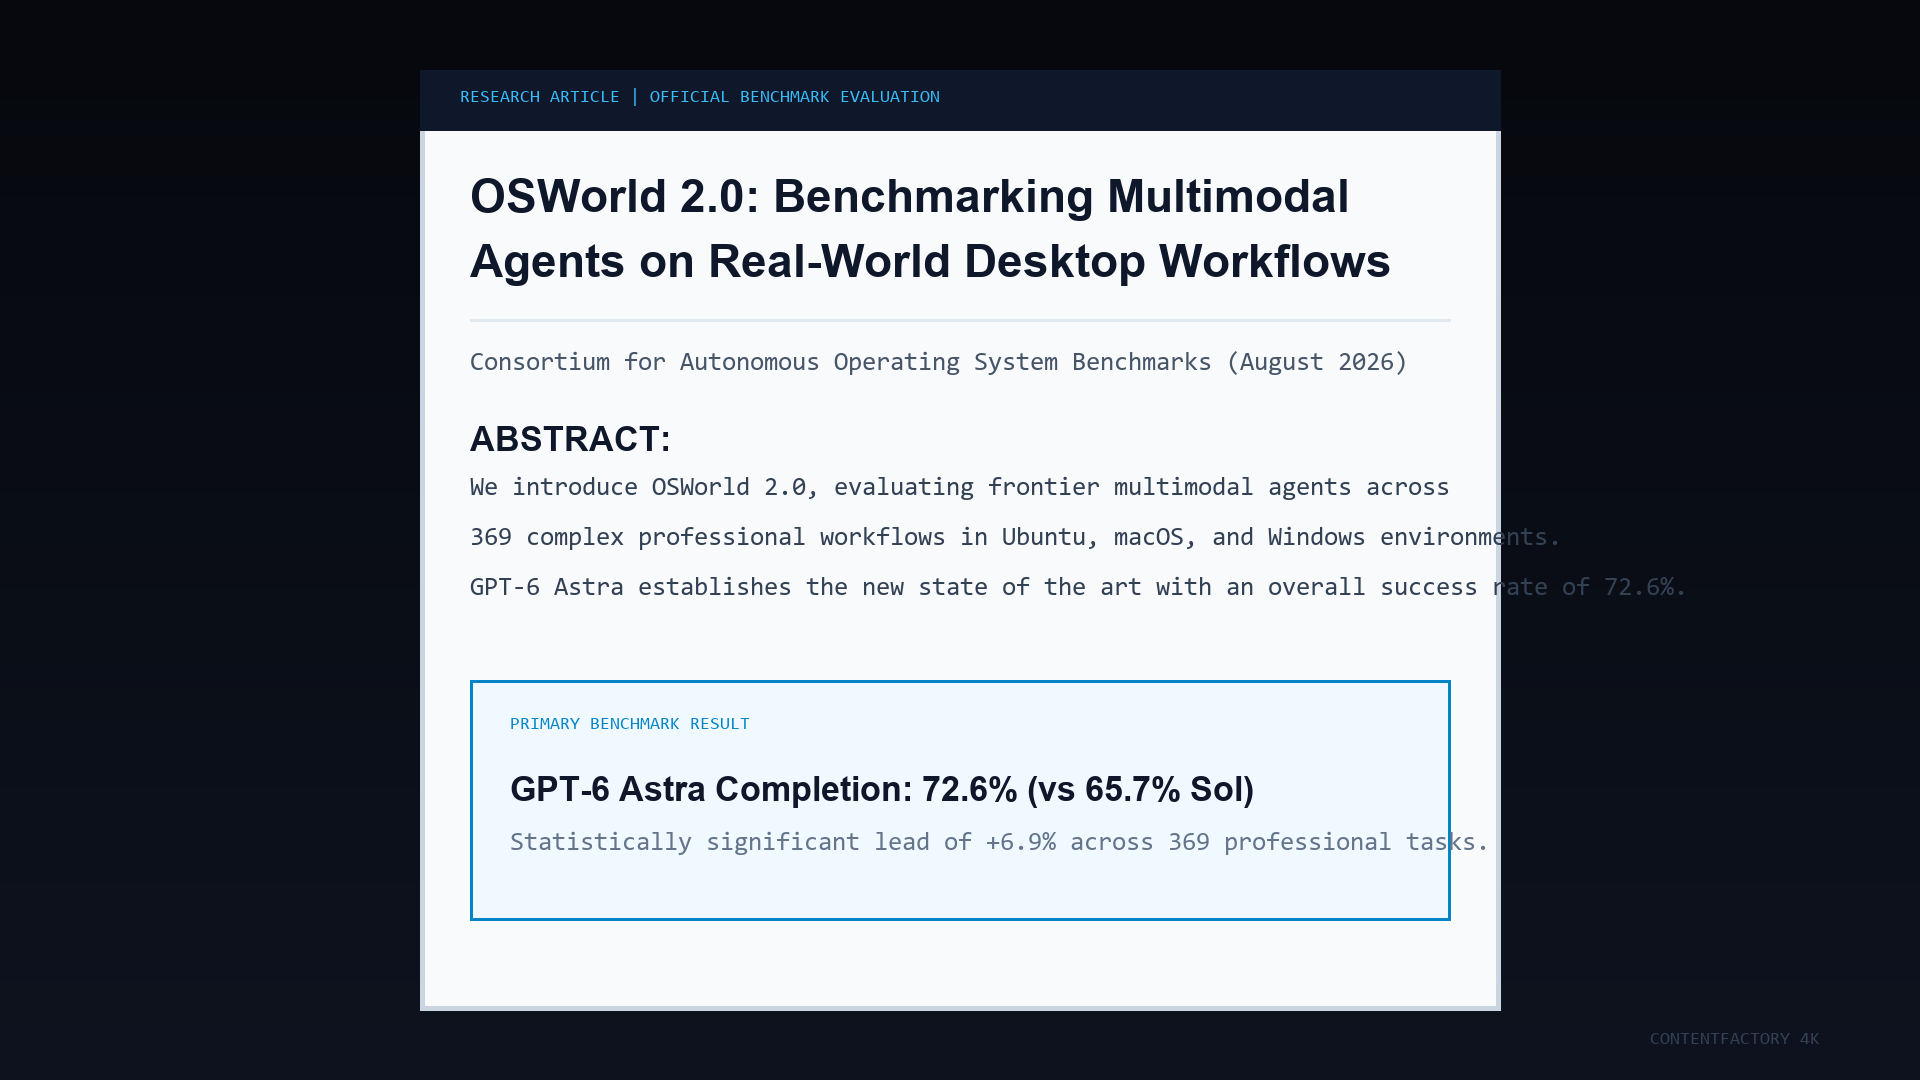 RESEARCH ARTICLE | OFFICIAL BENCHMARK EVALUATION
OSWorld 2.0: Benchmarking Multimodal
Agents on Real-World Desktop Workflows
Consortium for Autonomous Operating System Benchmarks (August 2026)
ABSTRACT:
We introduce OSWorld 2.0, evaluating frontier multimodal agents across
369 complex professional workflows in Ubuntu, macOS, and Windows environments.
GPT-6 Astra establishes the new state of the art with an overall success rate of 72.6%.
PRIMARY BENCHMARK RESULT
GPT-6 Astra Completion: 72.6% (vs 65.7% Sol)
Statistically significant lead of +6.9% across 369 professional tasks.
CONTENTFACTORY 4K